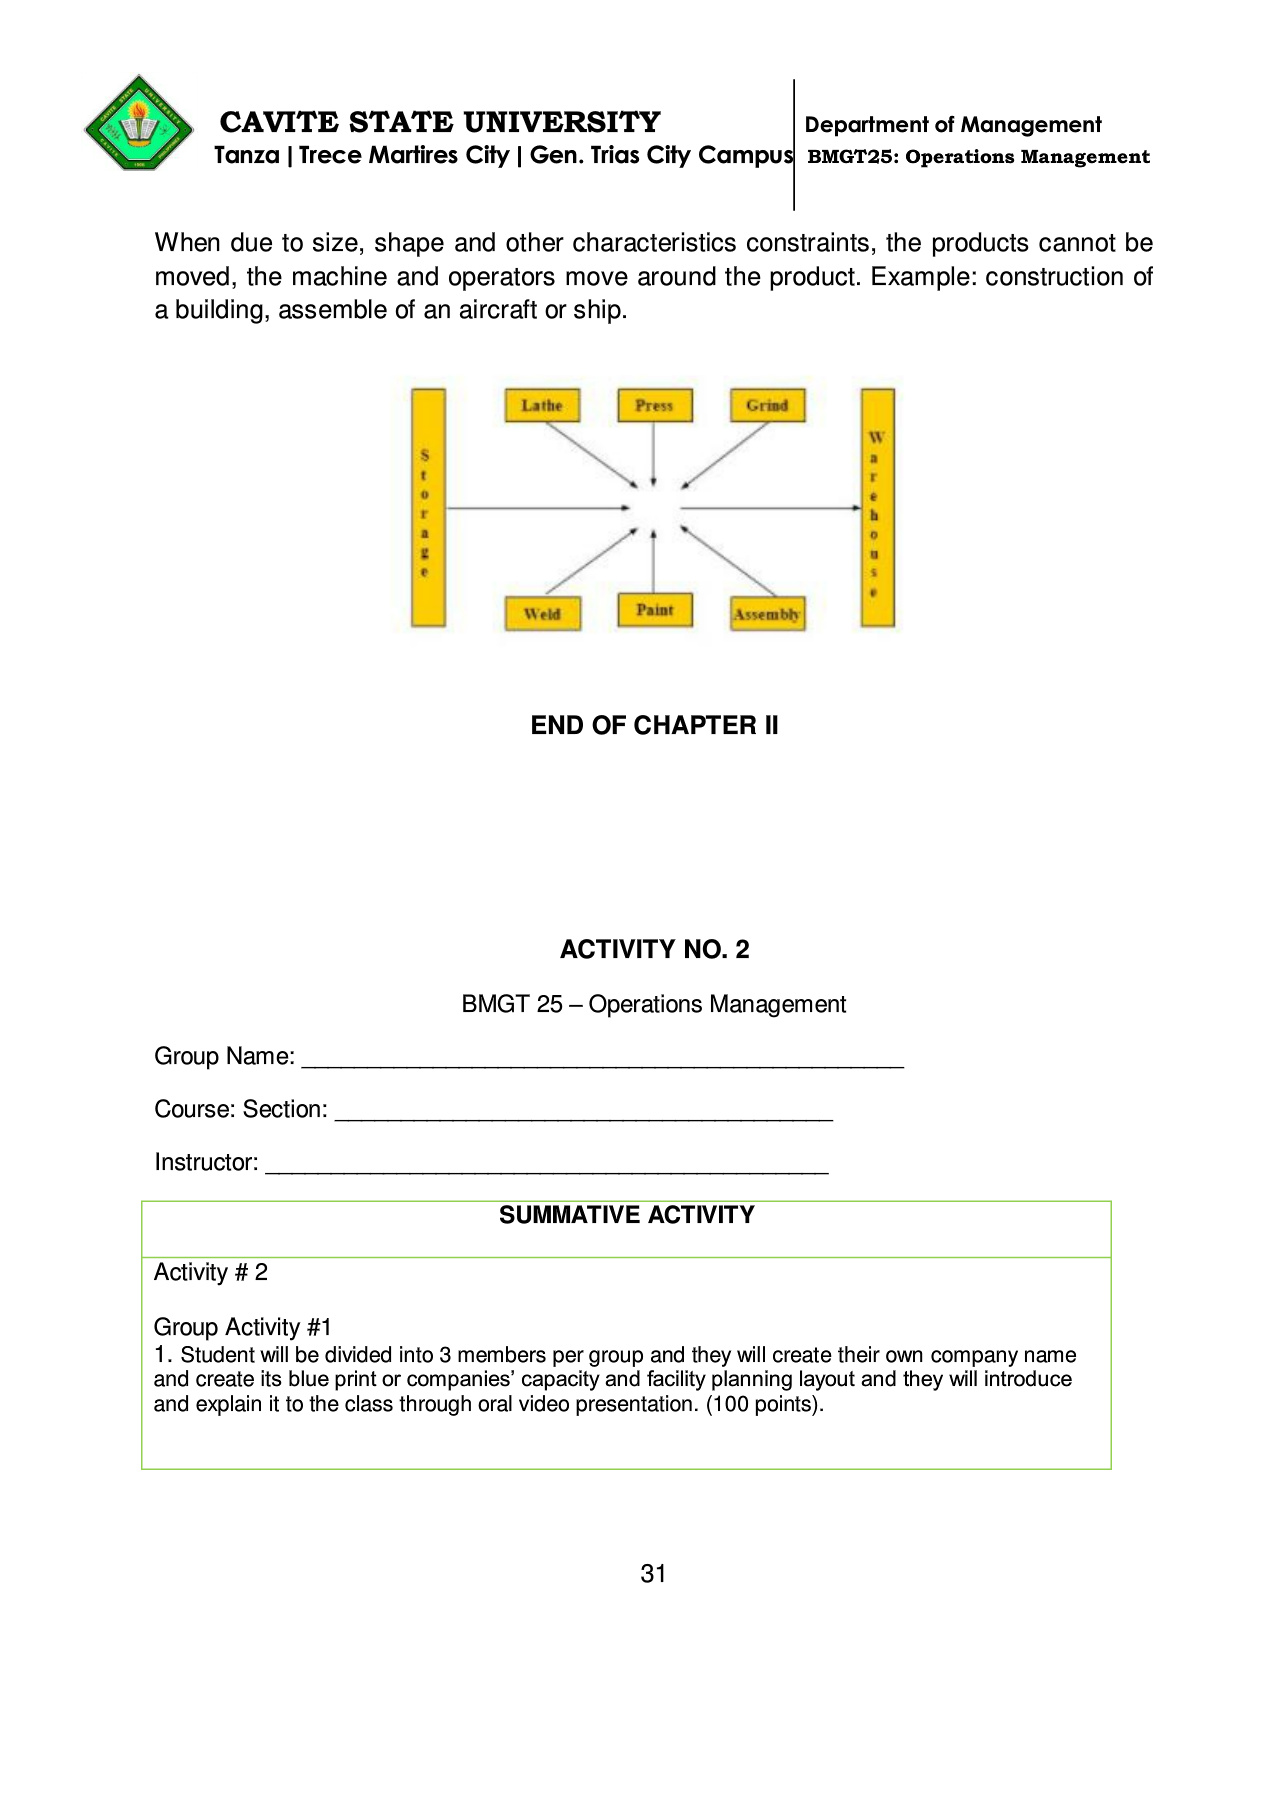 CAVITE STATE UNIVERSITY
Tanza | Trece Martires City | Gen. Trias City Campus
Department of Management
BMGT25: Operations Management
When due to size, shape and other characteristics constraints, the products cannot be
moved, the machine and operators move around the product. Example: construction of
a building, assemble of an aircraft or ship.
Lathe
Press
Grind
Storage
Warehouse
Weld
Paint
Assembly
END OF CHAPTER II
ACTIVITY NO. 2
BMGT 25 – Operations Management
Group Name: _____________________________________________
Course: Section: _____________________________________
Instructor: __________________________________________
SUMMATIVE ACTIVITY
Activity # 2
Group Activity #1
1. Student will be divided into 3 members per group and they will create their own company name
and create its blue print or companies’ capacity and facility planning layout and they will introduce
and explain it to the class through oral video presentation. (100 points).
31